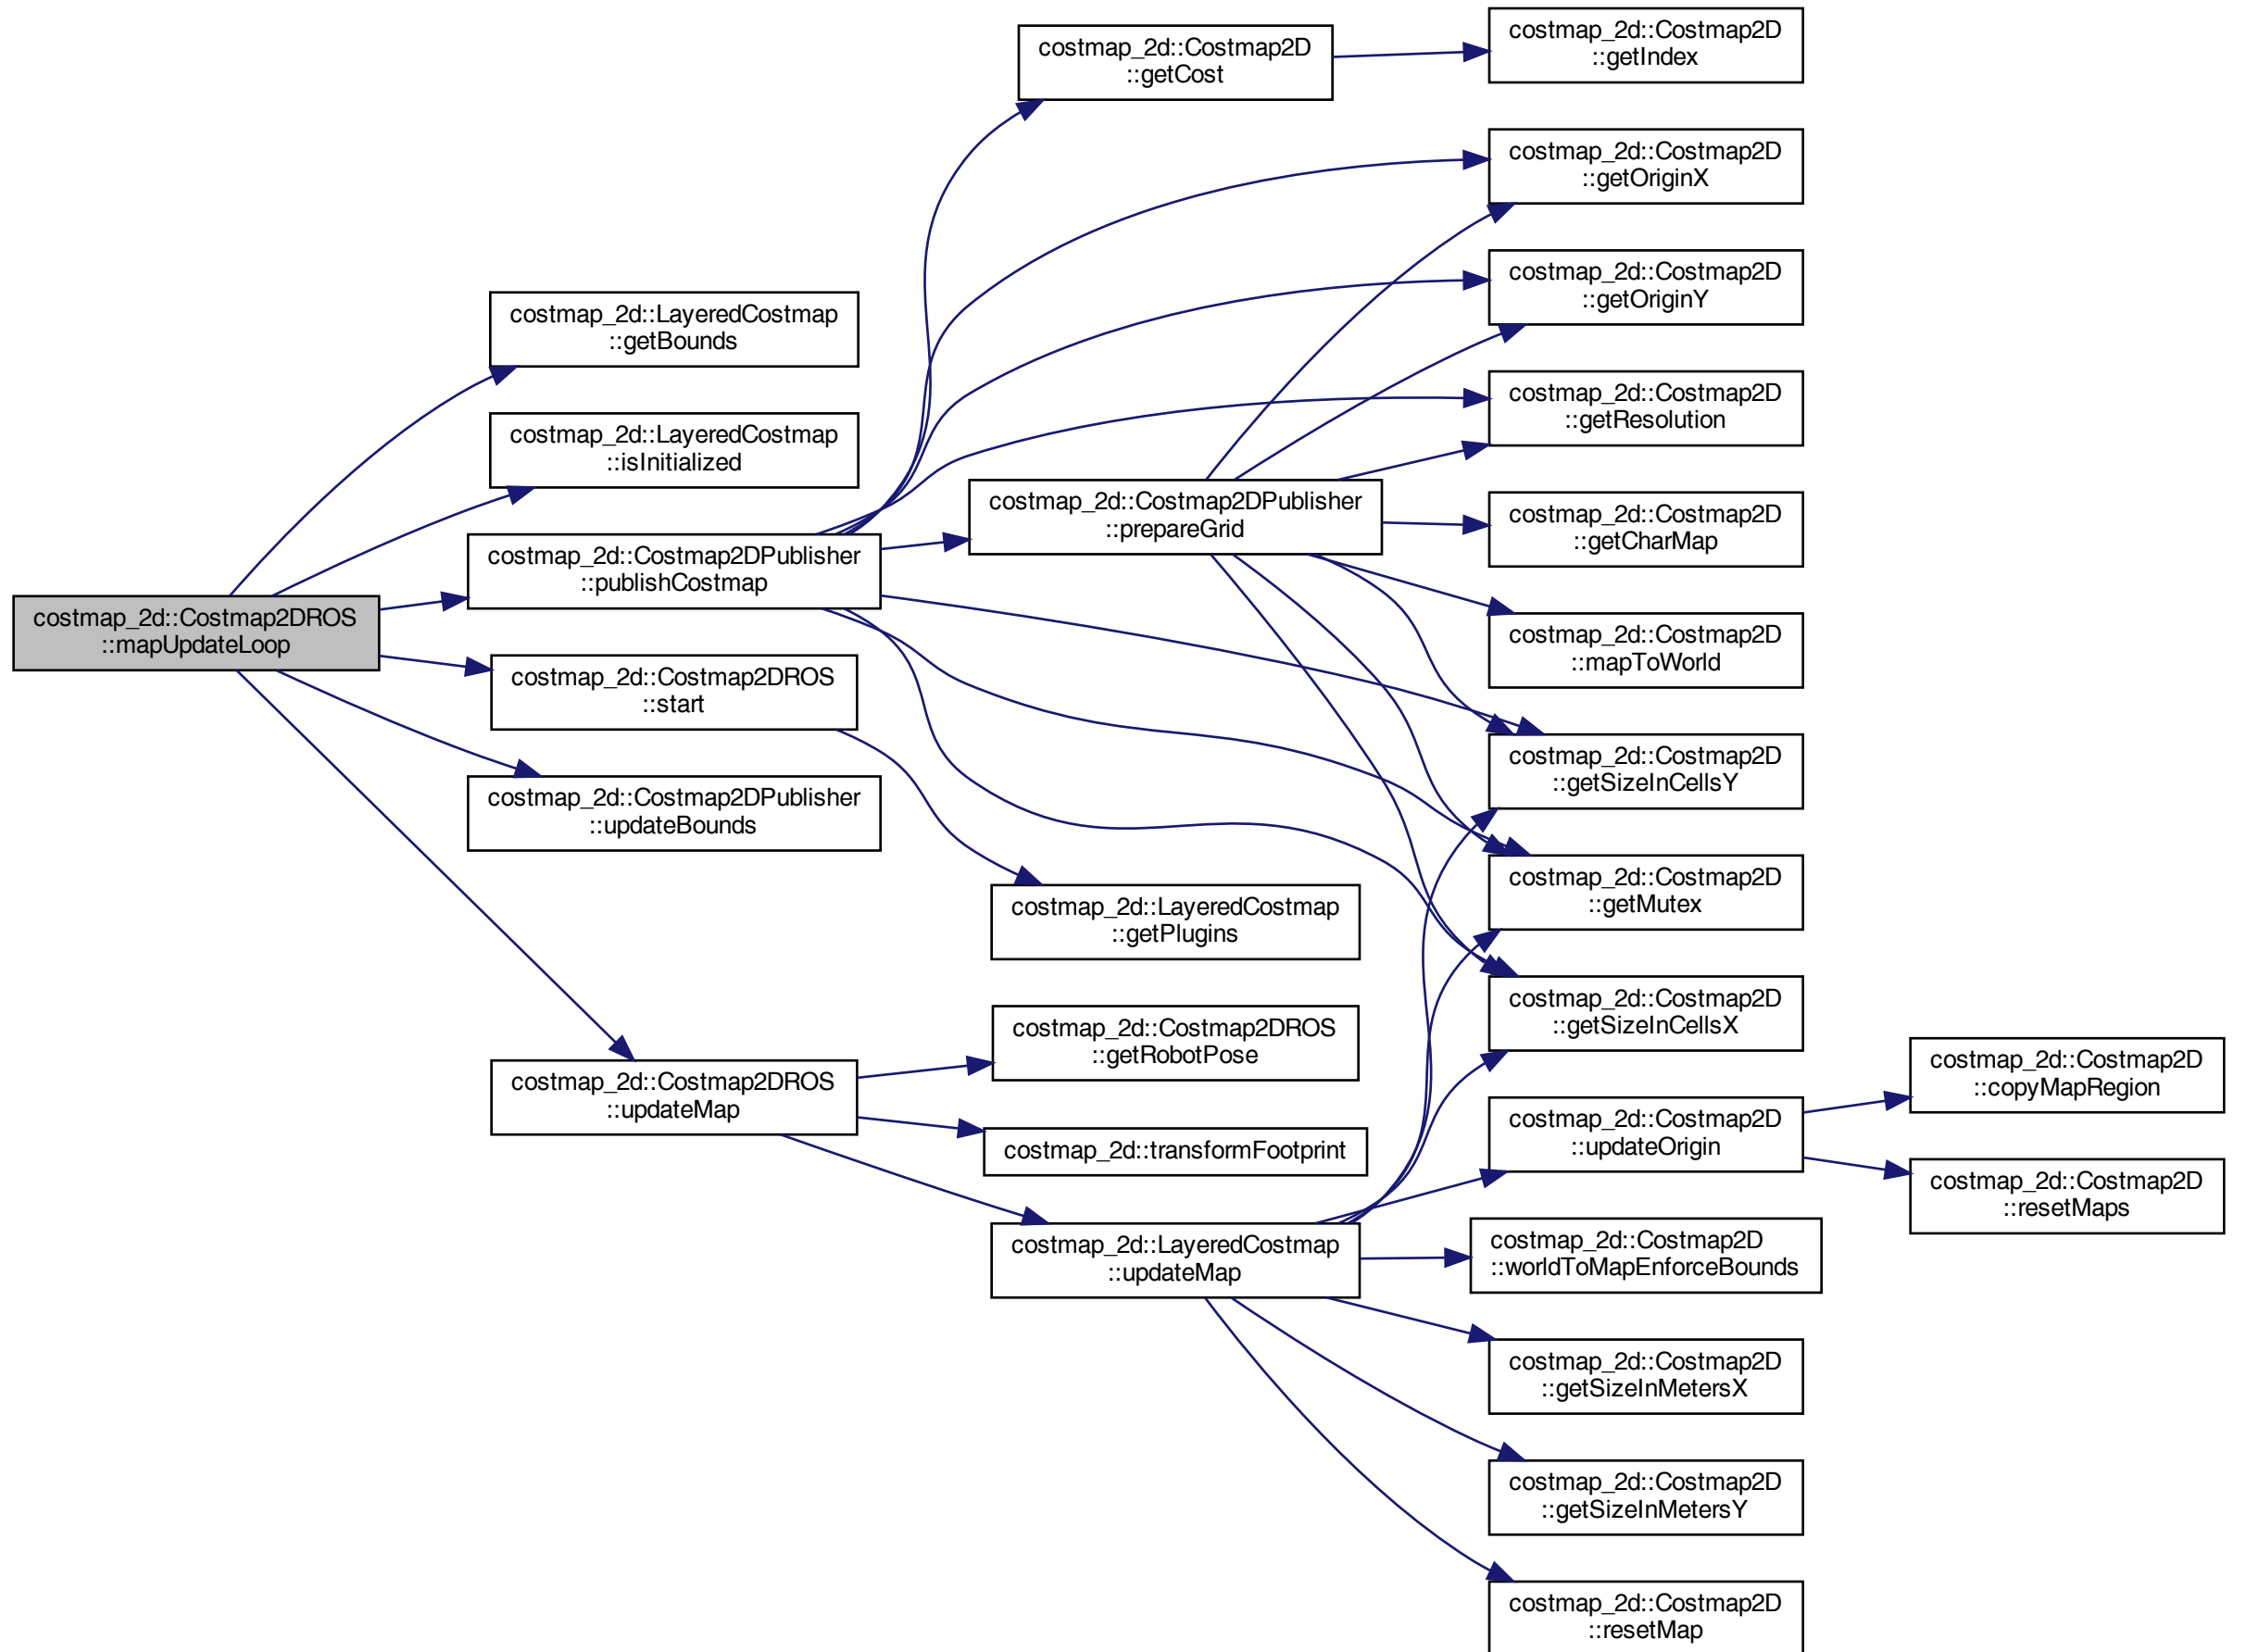 costmap_2d::Costmap2DROS
::mapUpdateLoop
costmap_2d::LayeredCostmap
::getBounds
costmap_2d::LayeredCostmap
::isInitialized
costmap_2d::Costmap2DPublisher
::publishCostmap
costmap_2d::Costmap2DROS
::start
costmap_2d::Costmap2DPublisher
::updateBounds
costmap_2d::Costmap2DROS
::updateMap
costmap_2d::Costmap2D
::getCost
costmap_2d::Costmap2DPublisher
::prepareGrid
costmap_2d::LayeredCostmap
::getPlugins
costmap_2d::Costmap2DROS
::getRobotPose
costmap_2d::transformFootprint
costmap_2d::LayeredCostmap
::updateMap
costmap_2d::Costmap2D
::getIndex
costmap_2d::Costmap2D
::getOriginX
costmap_2d::Costmap2D
::getOriginY
costmap_2d::Costmap2D
::getResolution
costmap_2d::Costmap2D
::getCharMap
costmap_2d::Costmap2D
::mapToWorld
costmap_2d::Costmap2D
::getSizeInCellsY
costmap_2d::Costmap2D
::getMutex
costmap_2d::Costmap2D
::getSizeInCellsX
costmap_2d::Costmap2D
::updateOrigin
costmap_2d::Costmap2D
::worldToMapEnforceBounds
costmap_2d::Costmap2D
::getSizeInMetersX
costmap_2d::Costmap2D
::getSizeInMetersY
costmap_2d::Costmap2D
::resetMap
costmap_2d::Costmap2D
::copyMapRegion
costmap_2d::Costmap2D
::resetMaps